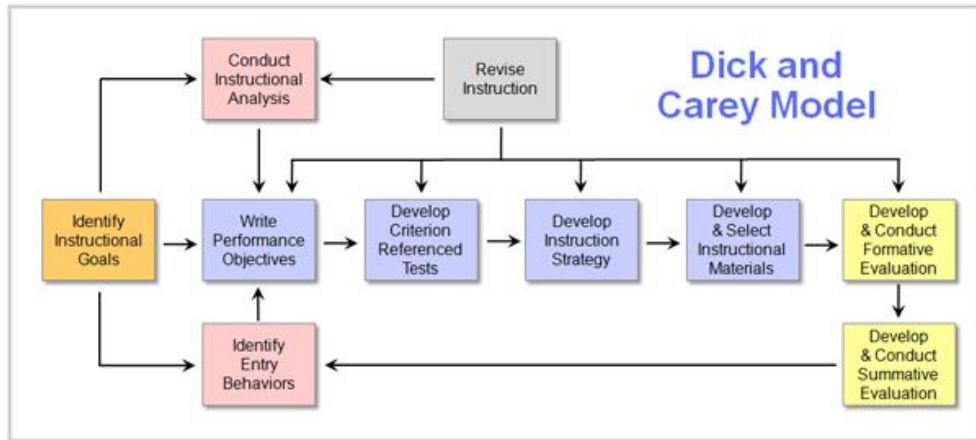 Conduct
Instructional
Analysis
Revise
Instruction
Dick and
Carey Model
Identify
Instructional
Goals
Write
Performance
Objectives
Develop
Criterion
Referenced
Tests
Develop
Instruction
Strategy
Develop
& Select
Instructional
Materials
Develop
& Conduct
Formative
Evaluation
Identify
Entry
Behaviors
Develop
& Conduct
Summative
Evaluation